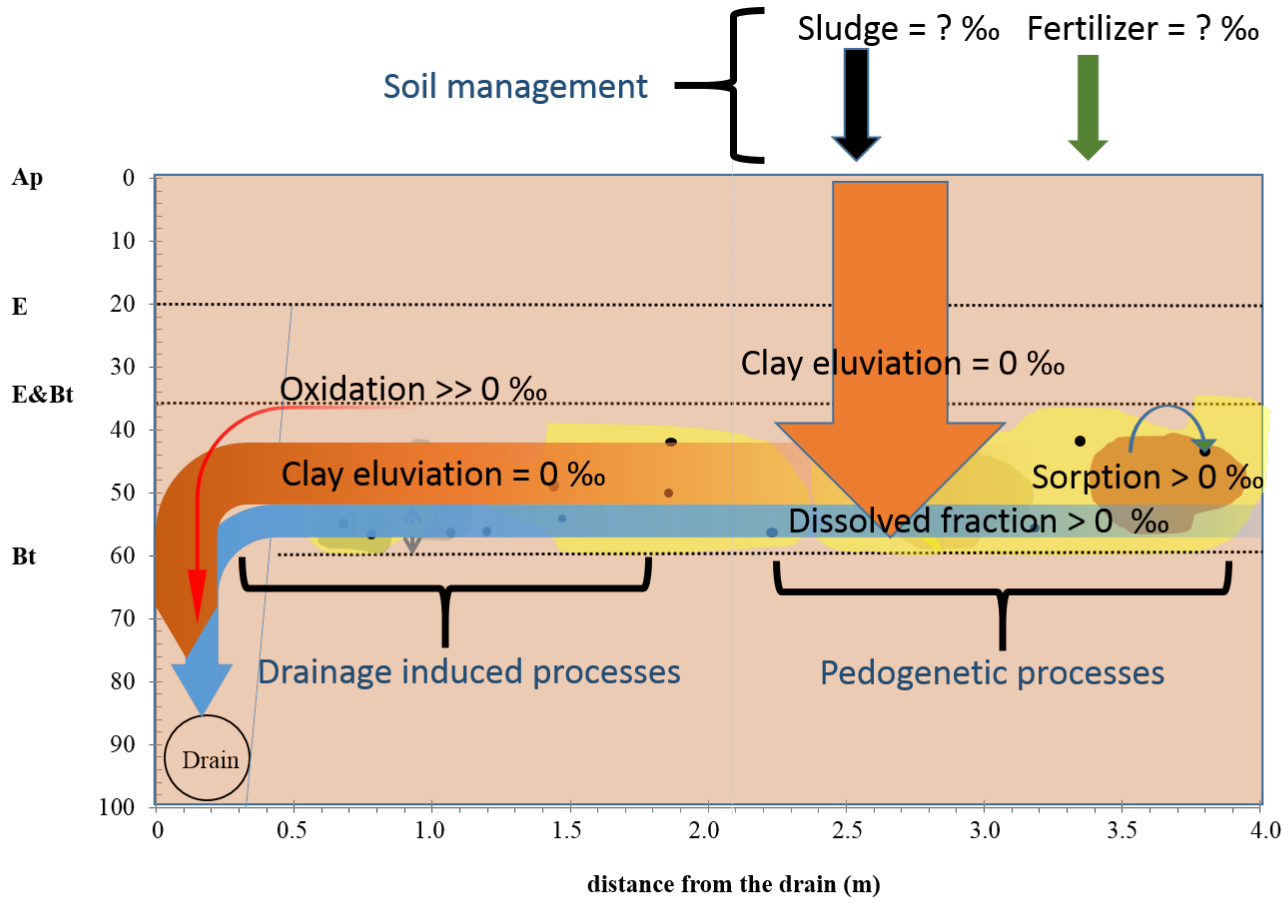 Sludge = ? ‰ Fertilizer = ? ‰
Soil management
Ap
0
10
E
20
30
Clay eluviation = 0 ‰
E&Bt
Oxidation >> 0 ‰
40
Clay eluviation = 0 ‰
Sorption > 0 ‰
50
Dissolved fraction > 0 ‰
Bt
60
70
Drainage induced processes
Pedogenetic processes
80
90
Drain
100
0 0.5 1.0 1.5 2.0 2.5 3.0 3.5 4.0
distance from the drain (m)